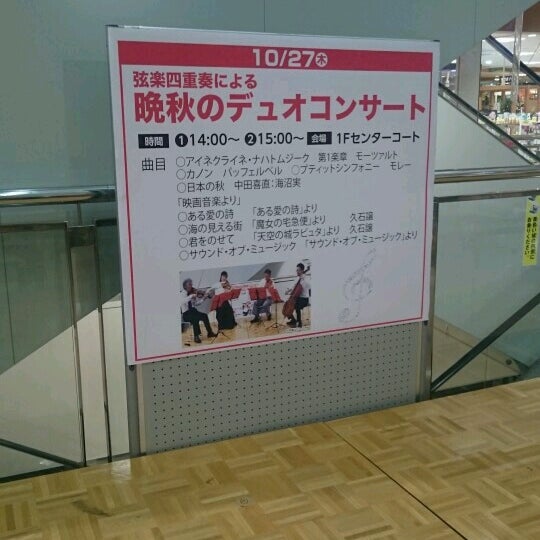 10/27木
弦楽四重奏による
晩秋のデュオコンサート
時間 ❶14:00～ ❷15:00～ 会場 1Fセンターコート
曲目 ○アイネクライネ・ナハトムジーク 第1楽章 モーツァルト
○カノン パッフェルベル ○プティットシンフォニー モレー
○日本の秋 中田喜直:海沼実
「映画音楽より」
○ある愛の詩 「ある愛の詩」より
○海の見える街 「魔女の宅急便」より 久石譲
○君をのせて 「天空の城ラピュタ」より 久石譲
○サウンド・オブ・ミュージック 「サウンド・オブ・ミュージック」より